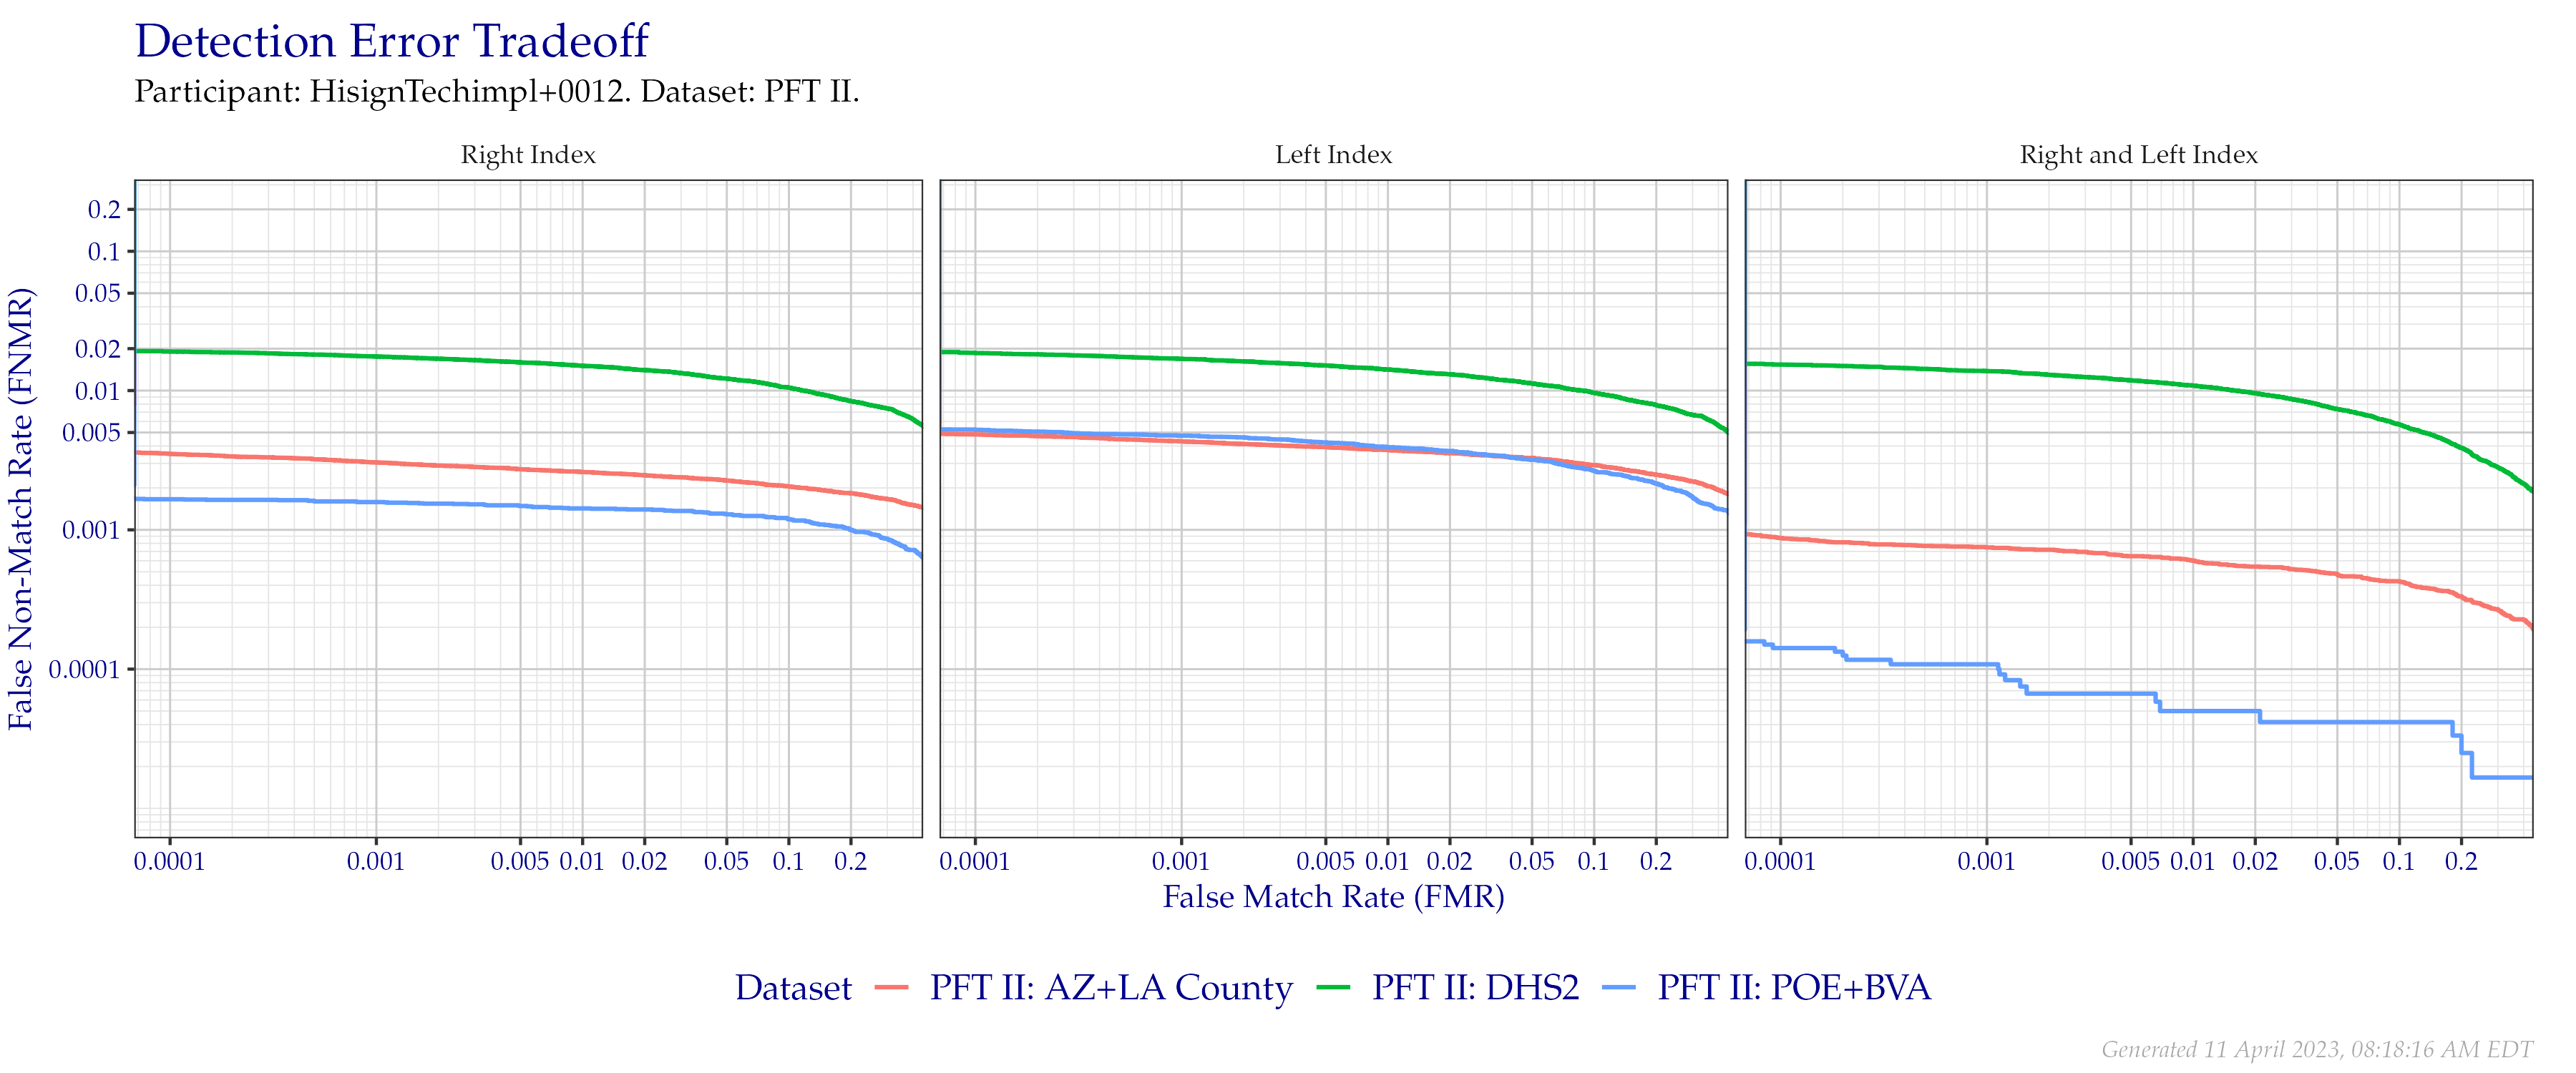 Detection Error Tradeoff
Participant: HisignTechimpl+0012. Dataset: PFT II.
Right Index
Left Index
Right and Left Index
False Non-Match Rate (FNMR)
0.2
0.1
0.05
0.02
0.01
0.005
0.001
0.0001
0.0001 0.001 0.005 0.01 0.02 0.05 0.1 0.2
0.0001 0.001 0.005 0.01 0.02 0.05 0.1 0.2
0.0001 0.001 0.005 0.01 0.02 0.05 0.1 0.2
False Match Rate (FMR)
Dataset PFT II: AZ+LA County PFT II: DHS2 PFT II: POE+BVA
Generated 11 April 2023, 08:18:16 AM EDT